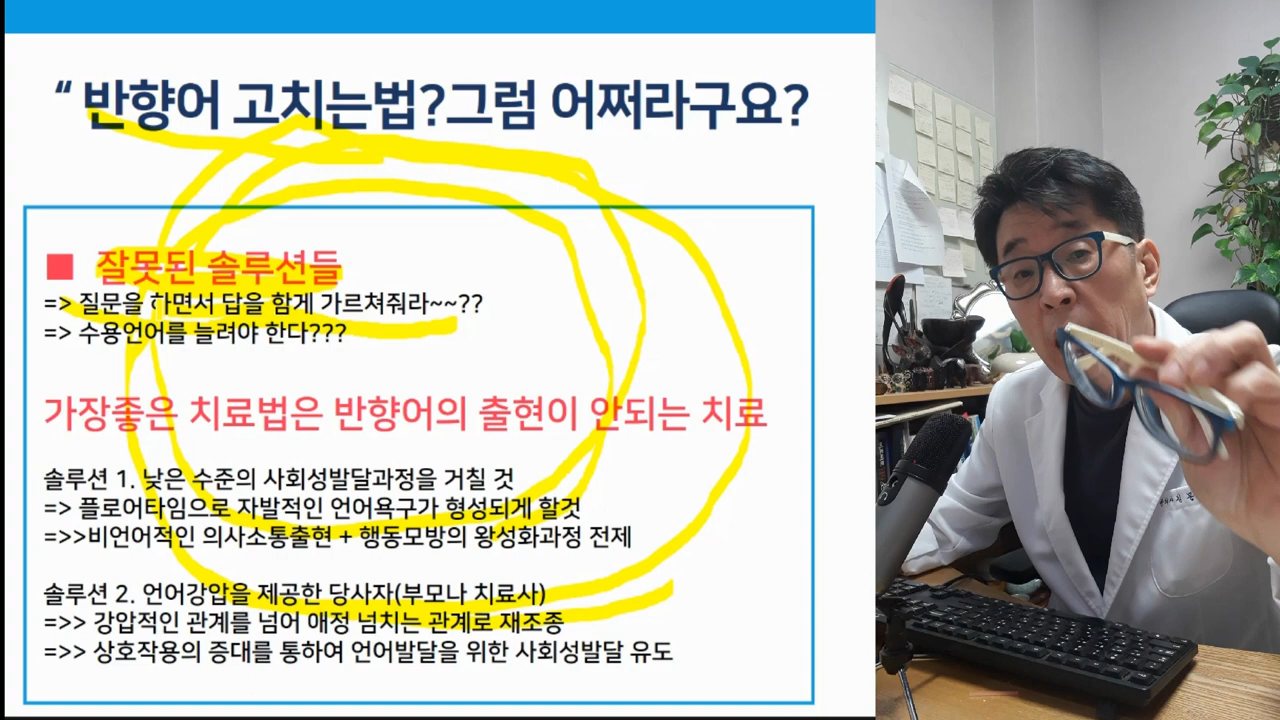 “ 반향어 고치는법?그럼 어쩌라구요?
■ 잘못된 솔루션들
=> 질문을 하면서 답을 함게 가르쳐줘라~~??
=> 수용언어를 늘려야 한다???
가장좋은 치료법은 반향어의 출현이 안되는 치료
솔루션 1. 낮은 수준의 사회성발달과정을 거칠 것
=> 플로어타임으로 자발적인 언어욕구가 형성되게 할것
=>>비언어적인 의사소통출현 + 행동모방의 왕성화과정 전제
솔루션 2. 언어강압을 제공한 당사자(부모나 치료사)
=>> 강압적인 관계를 넘어 애정 넘치는 관계로 재조종
=>> 상호작용의 증대를 통하여 언어발달을 위한 사회성발달 유도